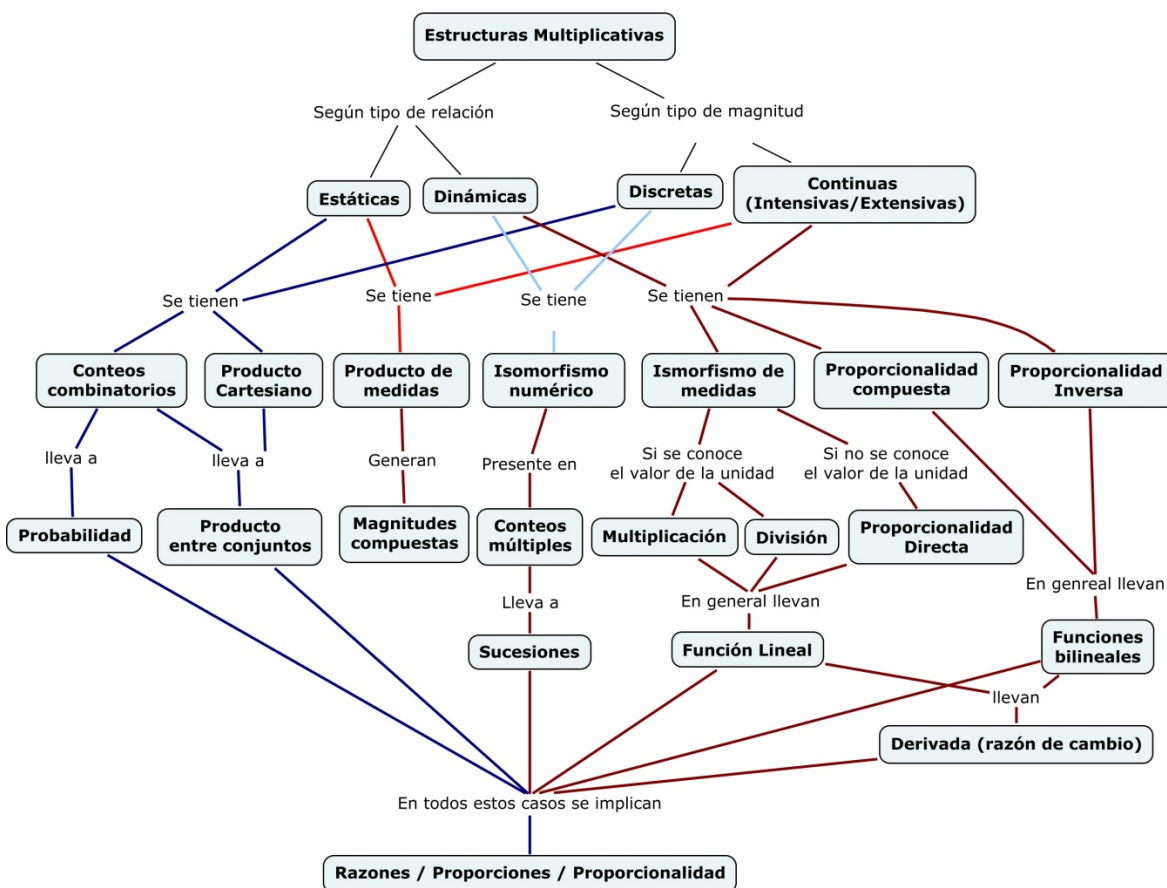 Estructuras Multiplicativas
Según tipo de relación
Según tipo de magnitud
Estáticas
Dinámicas
Discretas
Continuas
(Intensivas/Extensivas)
Se tienen
Se tiene
Se tiene
Se tienen
Conteos
combinatorios
Producto
Cartesiano
Producto de
medidas
Isomorfismo
numérico
Ismorfismo de
medidas
Proporcionalidad
compuesta
Proporcionalidad
Inversa
lleva a
lleva a
Generan
Presente en
Si se conoce
el valor de la unidad
Si no se conoce
el valor de la unidad
Probabilidad
Producto
entre conjuntos
Magnitudes
compuestas
Conteos
múltiples
Multiplicación
División
Proporcionalidad
Directa
Lleva a
En general llevan
En genreal llevan
Sucesiones
Función Lineal
Funciones
bilineales
llevan
Derivada (razón de cambio)
En todos estos casos se implican
Razones / Proporciones / Proporcionalidad